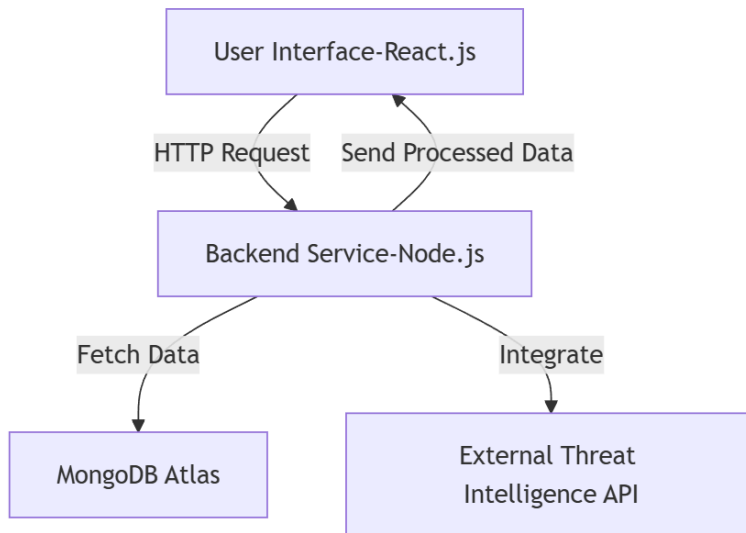 User Interface-React.js
HTTP Request
Send Processed Data
Backend Service-Node.js
Fetch Data
Integrate
MongoDB Atlas
External Threat
Intelligence API